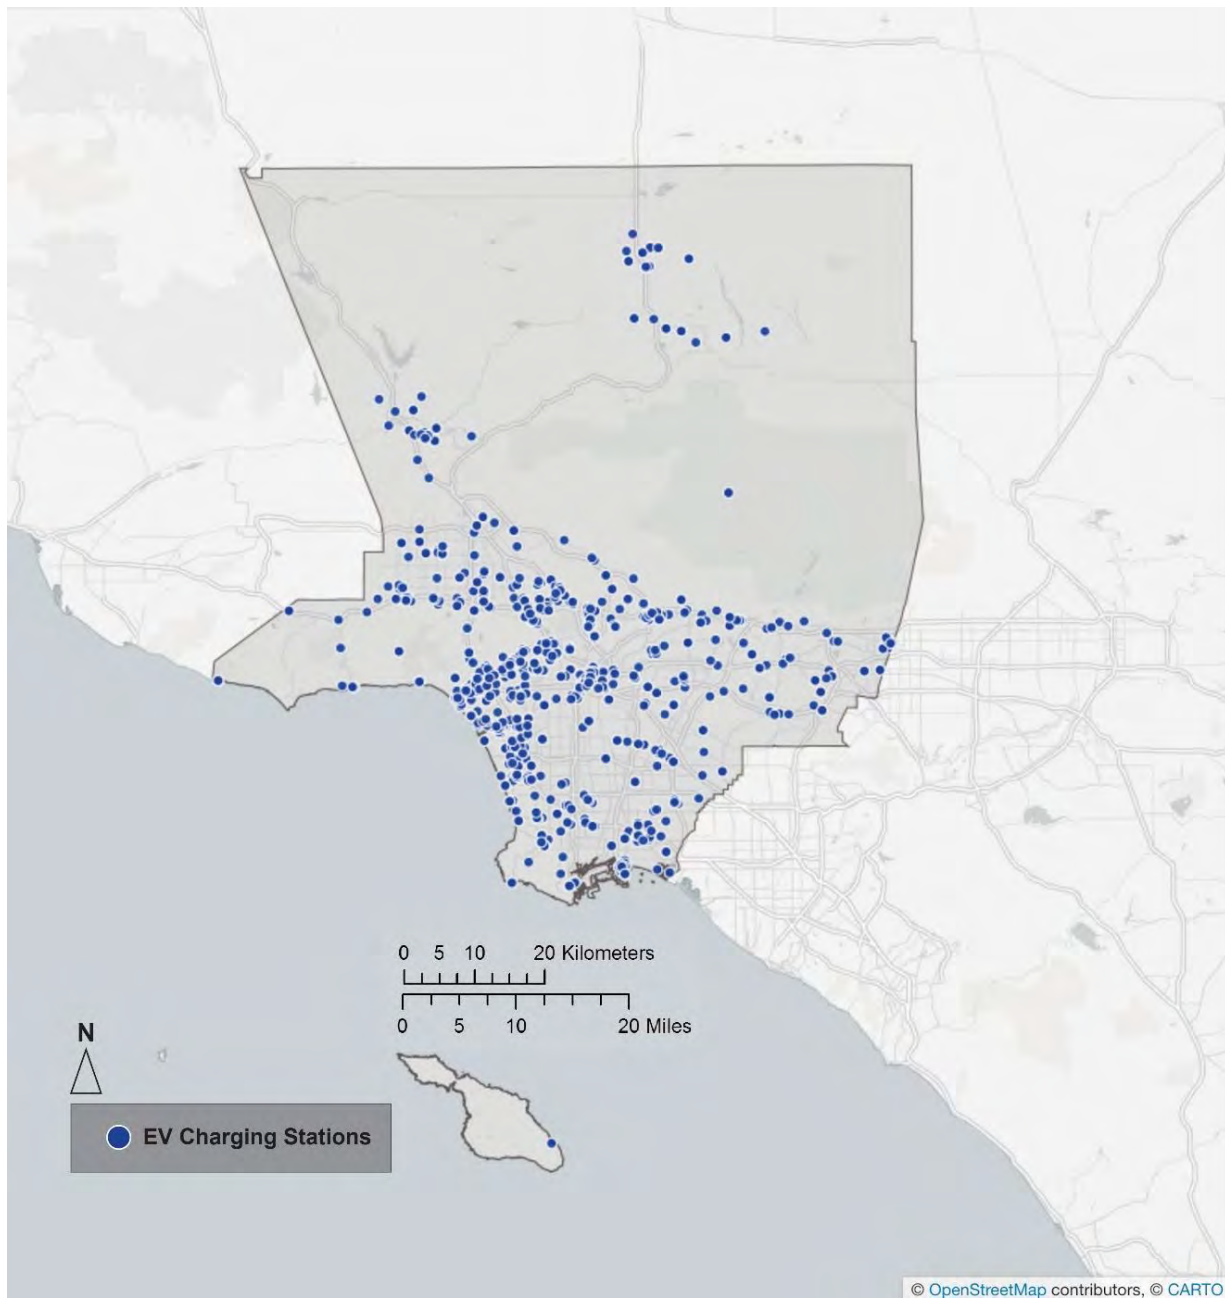 0 5 10 20 Kilometers
0 5 10 20 Miles
N
EV Charging Stations
© OpenStreetMap contributors, © CARTO